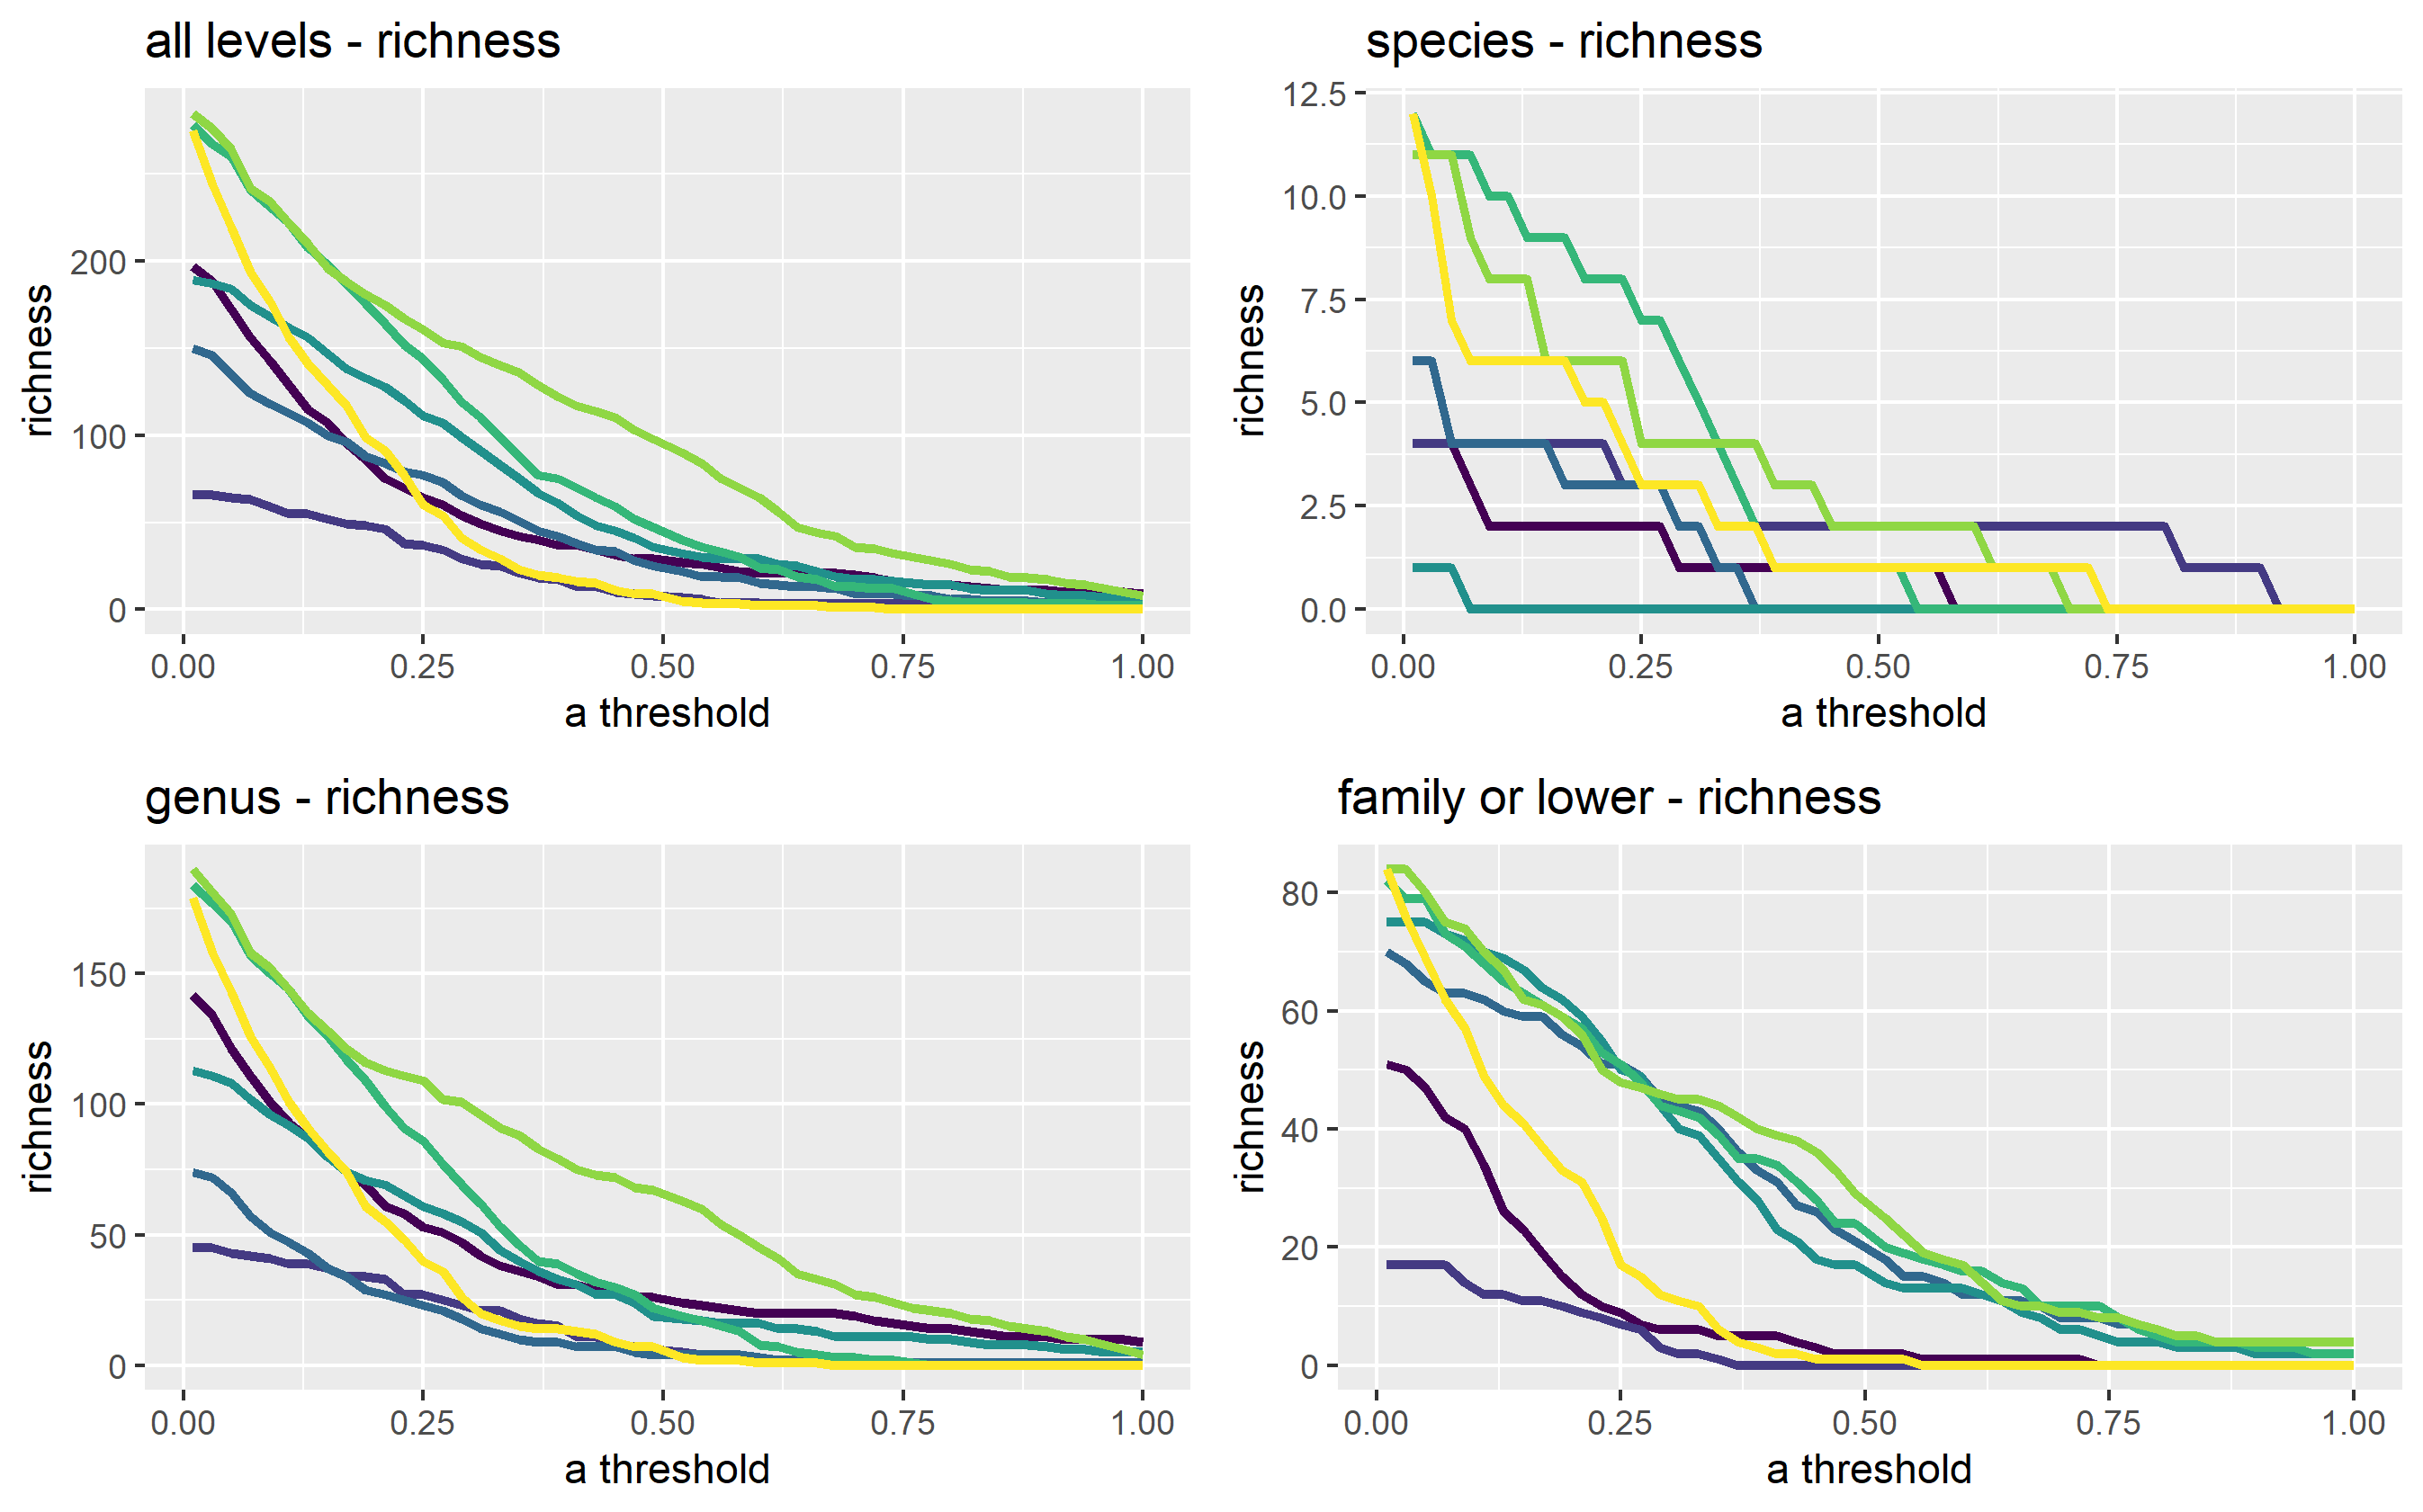 all levels - richness
richness
200
100
0
0.00 0.25 0.50 0.75 1.00
a threshold
species - richness
richness
12.5
10.0
7.5
5.0
2.5
0.0
0.00 0.25 0.50 0.75 1.00
a threshold
genus - richness
richness
150
100
50
0
0.00 0.25 0.50 0.75 1.00
a threshold
family or lower - richness
richness
80
60
40
20
0
0.00 0.25 0.50 0.75 1.00
a threshold